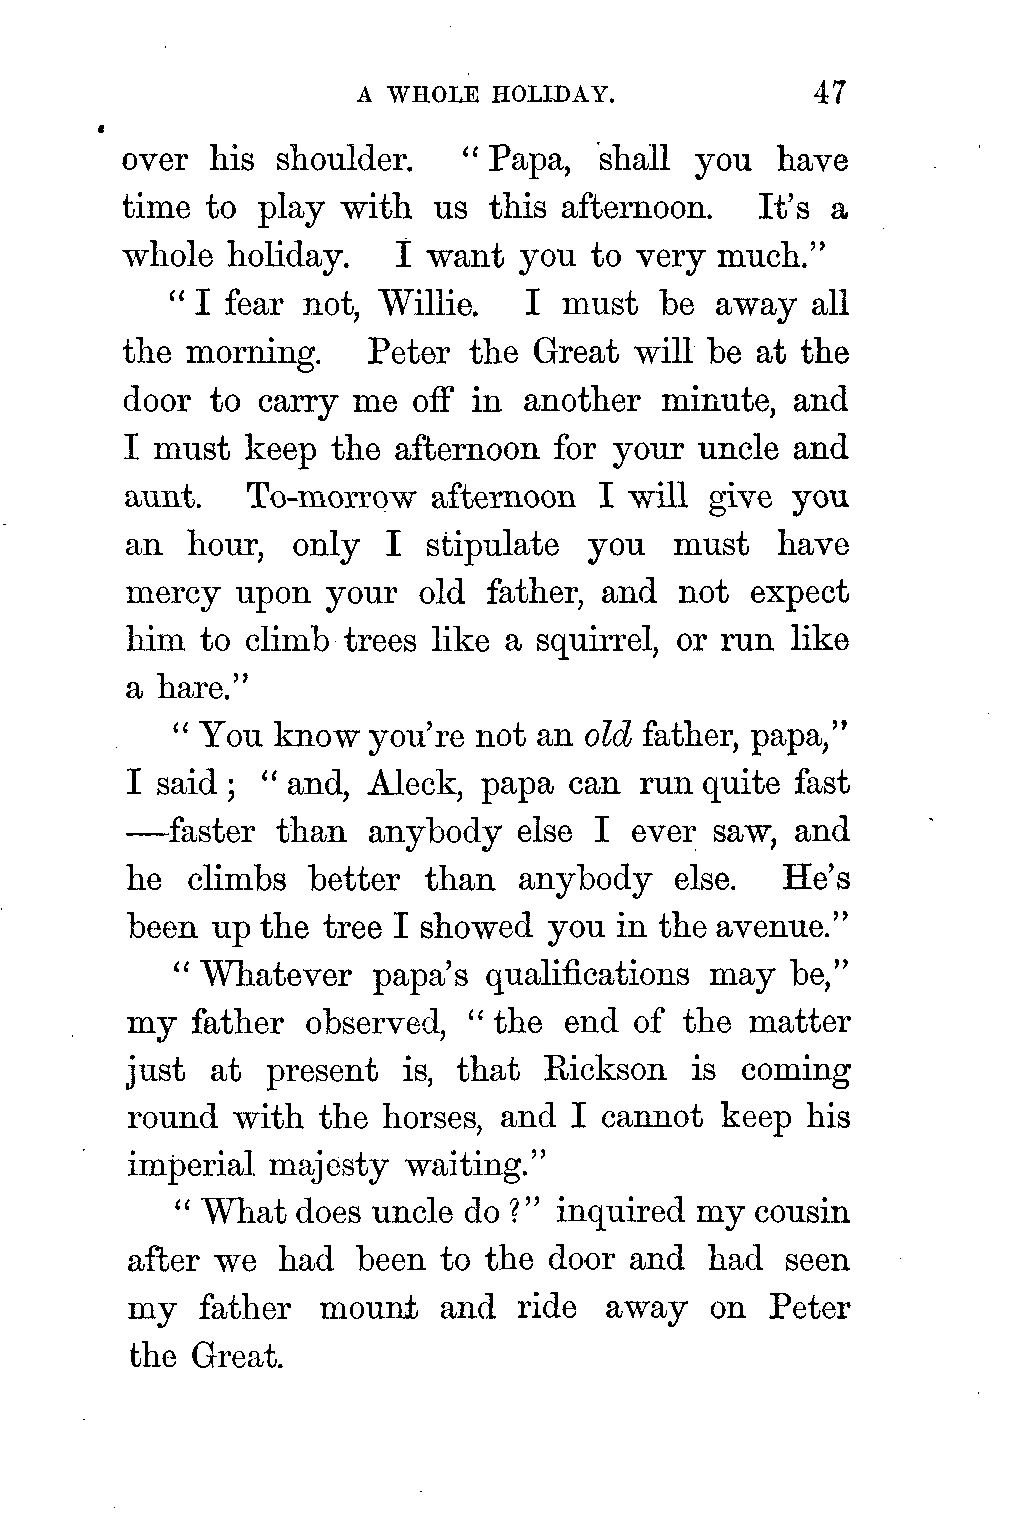 A WHOLE HOLIDAY. 47
over his shoulder. “Papa, shall you have
time to play with us this afternoon. It’s a
whole holiday. I want you to very much.”
“I fear not, Willie. I must be away all
the morning. Peter the Great will be at the
door to carry me off in another minute, and
I must keep the afternoon for your uncle and
aunt. To-morrow afternoon I will give you
an hour, only I stipulate you must have
mercy upon your old father, and not expect
him to climb trees like a squirrel, or run like
a hare.”
“You know you’re not an old father, papa,”
I said; “and, Aleck, papa can run quite fast
—faster than anybody else I ever saw, and
he climbs better than anybody else. He’s
been up the tree I showed you in the avenue.”
“Whatever papa’s qualifications may be,”
my father observed, “the end of the matter
just at present is, that Rickson is coming
round with the horses, and I cannot keep his
imperial majesty waiting.”
“What does uncle do?” inquired my cousin
after we had been to the door and had seen
my father mount and ride away on Peter
the Great.